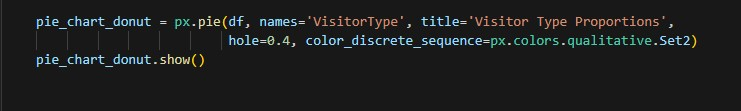 pie_chart_donut = px.pie(df, names='VisitorType', title='Visitor Type Proportions',
hole=0.4, color_discrete_sequence=px.colors.qualitative.Set2)
pie_chart_donut.show()